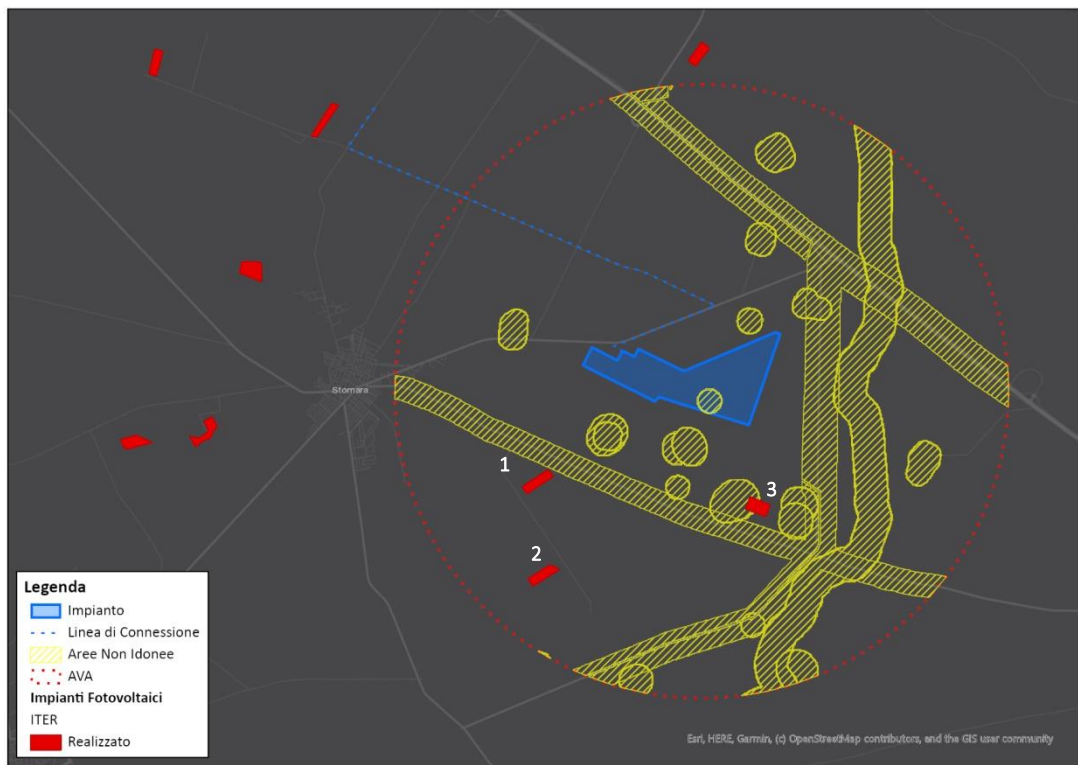 Stornara
1
3
2
Legenda
Impianto
Linea di Connessione
Aree Non Idonee
AVA
Impianti Fotovoltaici
ITER
Realizzato
Esri, HERE, Garmin, (c) OpenStreetMap contributors, and the GIS user community